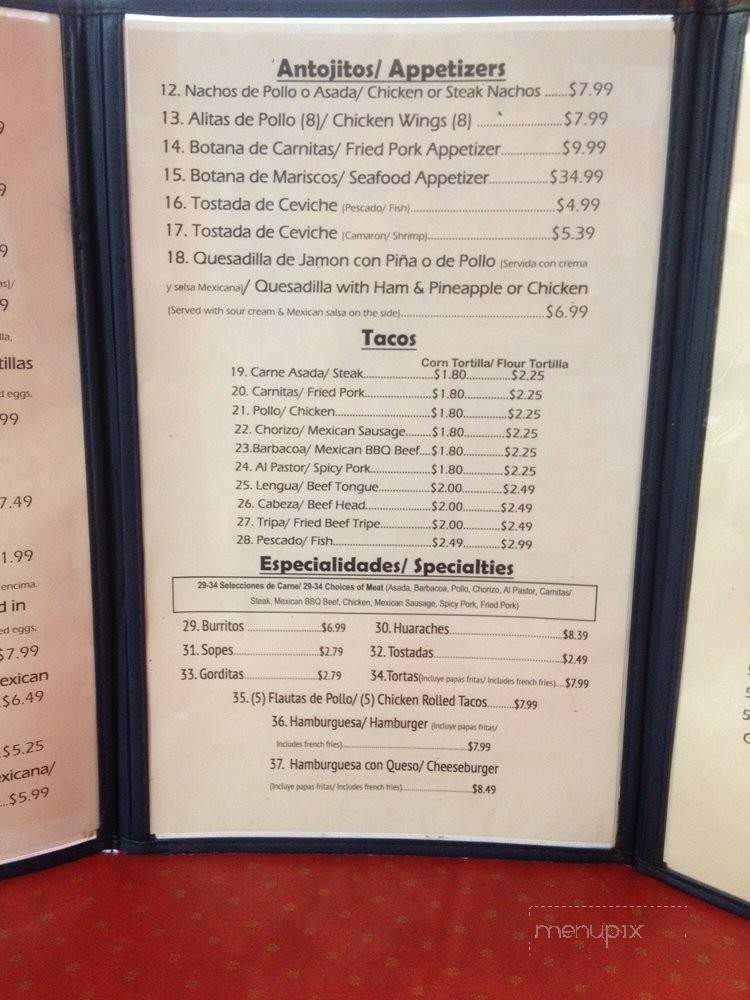 Antojitos/ Appetizers
12. Nachos de Pollo o Asada/ Chicken or Steak Nachos ......$7.99
13. Alitas de Pollo (8)/ Chicken Wings (8) ......................$7.99
14. Botana de Carnitas/ Fried Pork Appetizer................$9.99
15. Botana de Mariscos/ Seafood Appetizer................$34.99
16. Tostada de Ceviche (Pescado/ Fish)........................................$4.99
17. Tostada de Ceviche (Camaron/ Shrimp)..................................$5.39
18. Quesadilla de Jamon con Piña o de Pollo (Servida con crema
y salsa Mexicana)/ Quesadilla with Ham & Pineapple or Chicken
(Served with sour cream & Mexican salsa on the side)........................................$6.99
Tacos
Corn Tortilla/ Flour Tortilla
19. Carne Asada/ Steak.................$1.80...........$2.25
20. Carnitas/ Fried Pork.................$1.80...........$2.25
21. Pollo/ Chicken........................$1.80...........$2.25
22. Chorizo/ Mexican Sausage.......$1.80...........$2.25
23.Barbacoa/ Mexican BBQ Beef...$1.80...........$2.25
24. Al Pastor/ Spicy Pork...............$1.80...........$2.25
25. Lengua/ Beef Tongue.............$2.00...........$2.49
26. Cabeza/ Beef Head................$2.00...........$2.49
27. Tripa/ Fried Beef Tripe.............$2.00...........$2.49
28. Pescado/ Fish........................$2.49...........$2.99
Especialidades/ Specialties
29-34 Selecciones de Carne/ 29-34 Choices of Meat (Asada, Barbacoa, Pollo, Chorizo, Al Pastor, Carnitas/
Steak, Mexican BBQ Beef, Chicken, Mexican Sausage, Spicy Pork, Fried Pork)
29. Burritos ......................$6.99 30. Huaraches.................................$8.39
31. Sopes.........................$2.79 32. Tostadas...................................$2.49
33. Gorditas.....................$2.79 34.Tortas(Incluye papas fritas/ Includes french fries)....$7.99
35. (5) Flautas de Pollo/ (5) Chicken Rolled Tacos.........$7.99
36. Hamburguesa/ Hamburger (Incluye papas fritas/
Includes french fries)........................................$7.99
37. Hamburguesa con Queso/ Cheeseburger
(Incluye papas fritas/ Includes french fries).......................$8.49
tillas
d eggs,
99
7.49
1.99
encima
d in
ed eggs,
$7.99
exican
$6.49
$5.25
exicana/
...$5.99
menupix